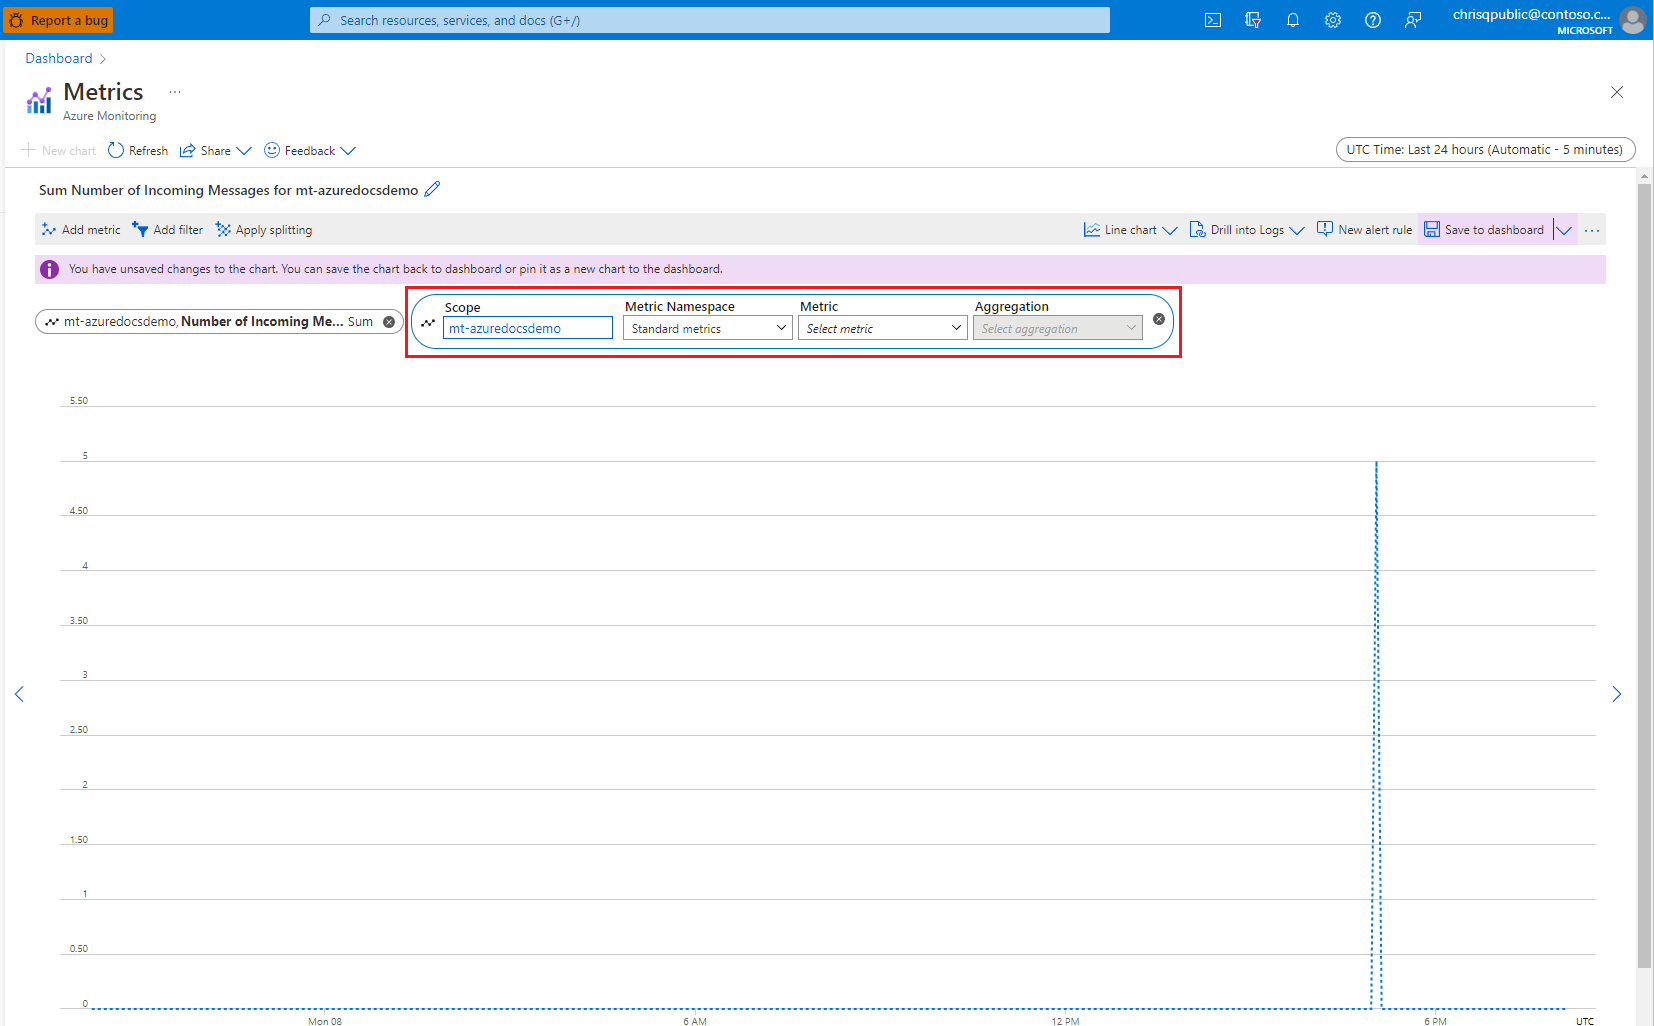 Report a bug
Search resources, services, and docs (G+/)
chrisqpublic@contoso.c...
MICROSOFT
Dashboard
Metrics ...
Azure Monitoring
New chart Refresh Share Feedback
UTC Time: Last 24 hours (Automatic - 5 minutes)
Sum Number of Incoming Messages for mt-azuredocsdemo
Add metric Add filter Apply splitting Line chart Drill into Logs New alert rule Save to dashboard ...
You have unsaved changes to the chart. You can save the chart back to dashboard or pin it as a new chart to the dashboard.
mt-azuredocsdemo, Number of Incoming Me... Sum
Scope Metric Namespace Metric Aggregation
mt-azuredocsdemo Standard metrics Select metric Select aggregation
5.50
5
4.50
4
3.50
3
2.50
2
1.50
1
0.50
0
Mon 08 6 AM 12 PM 6 PM UTC